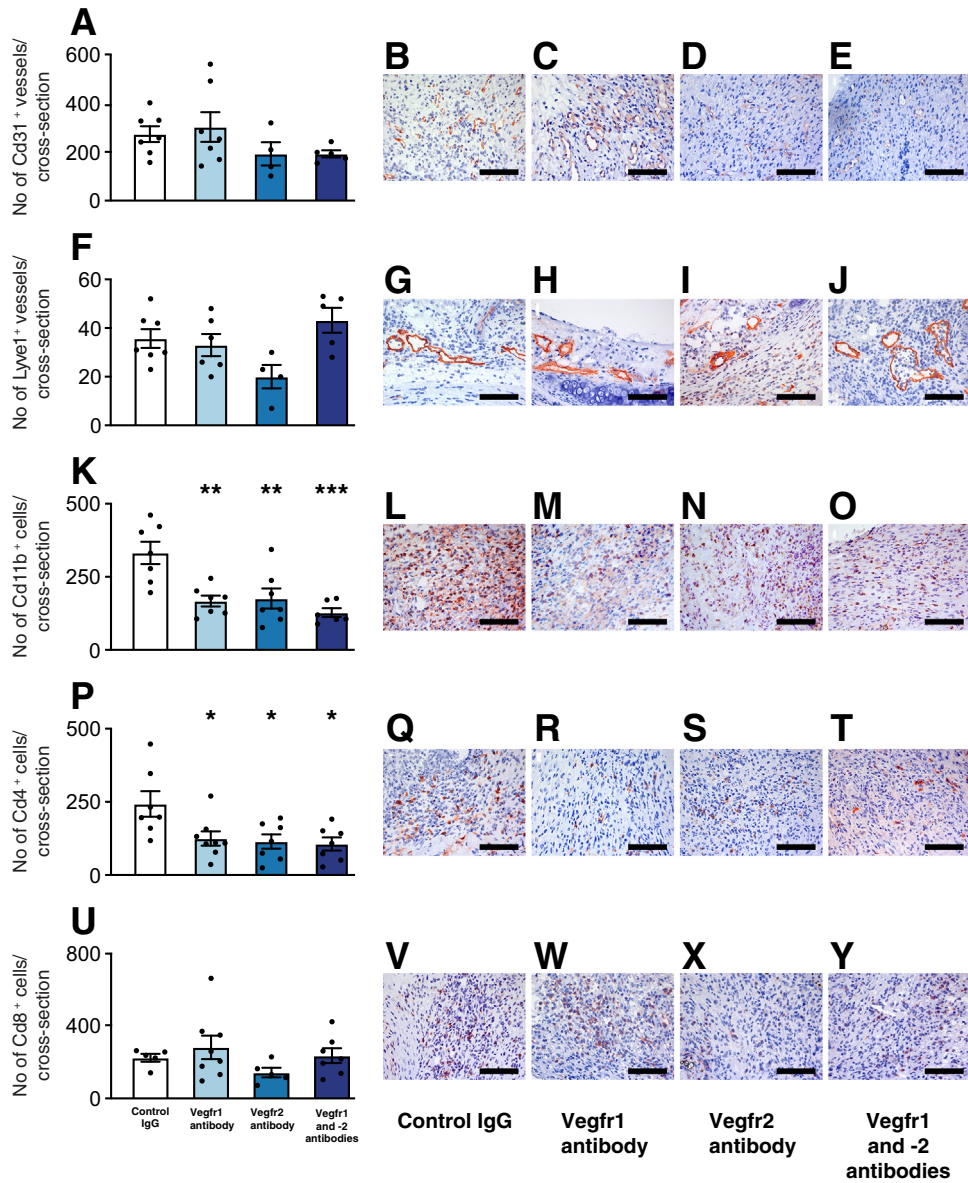 A
No of Cd31⁺ vessels/
cross-section
600
400
200
0
B
C
D
E
F
No of Lyve1⁺ vessels/
cross-section
60
40
20
0
G
H
I
J
K
No of Cd11b⁺ cells/
cross-section
500
250
0
**
**
***
L
M
N
O
P
No of Cd4⁺ cells/
cross-section
500
250
0
*
*
*
Q
R
S
T
U
No of Cd8⁺ cells/
cross-section
800
400
0
Control
IgG
Vegfr1
antibody
Vegfr2
antibody
Vegfr1
and -2
antibodies
V
W
X
Y
Control IgG
Vegfr1
antibody
Vegfr2
antibody
Vegfr1
and -2
antibodies